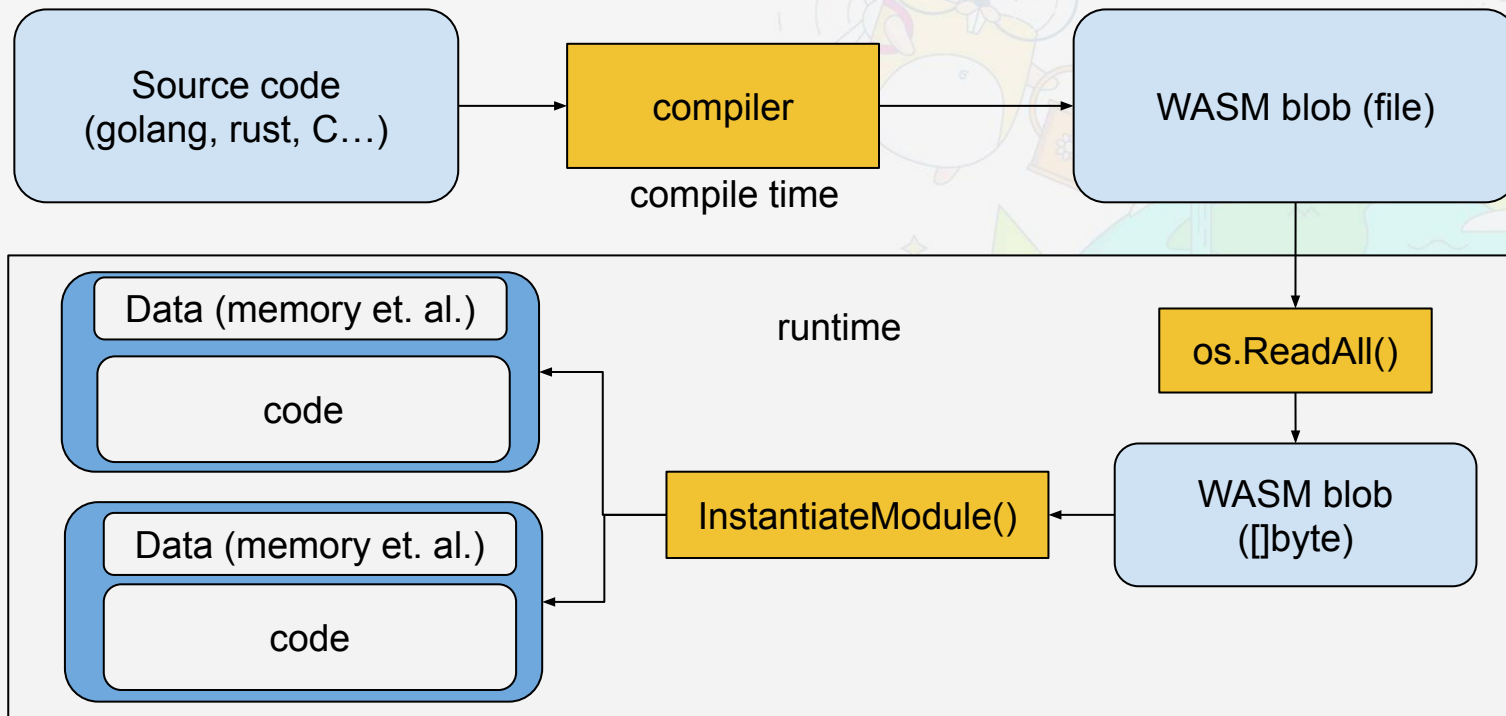 Source code
(golang, rust, C…)
compiler
WASM blob (file)
compile time
Data (memory et. al.)
code
runtime
os.ReadAll()
InstantiateModule()
WASM blob
([]byte)
Data (memory et. al.)
code